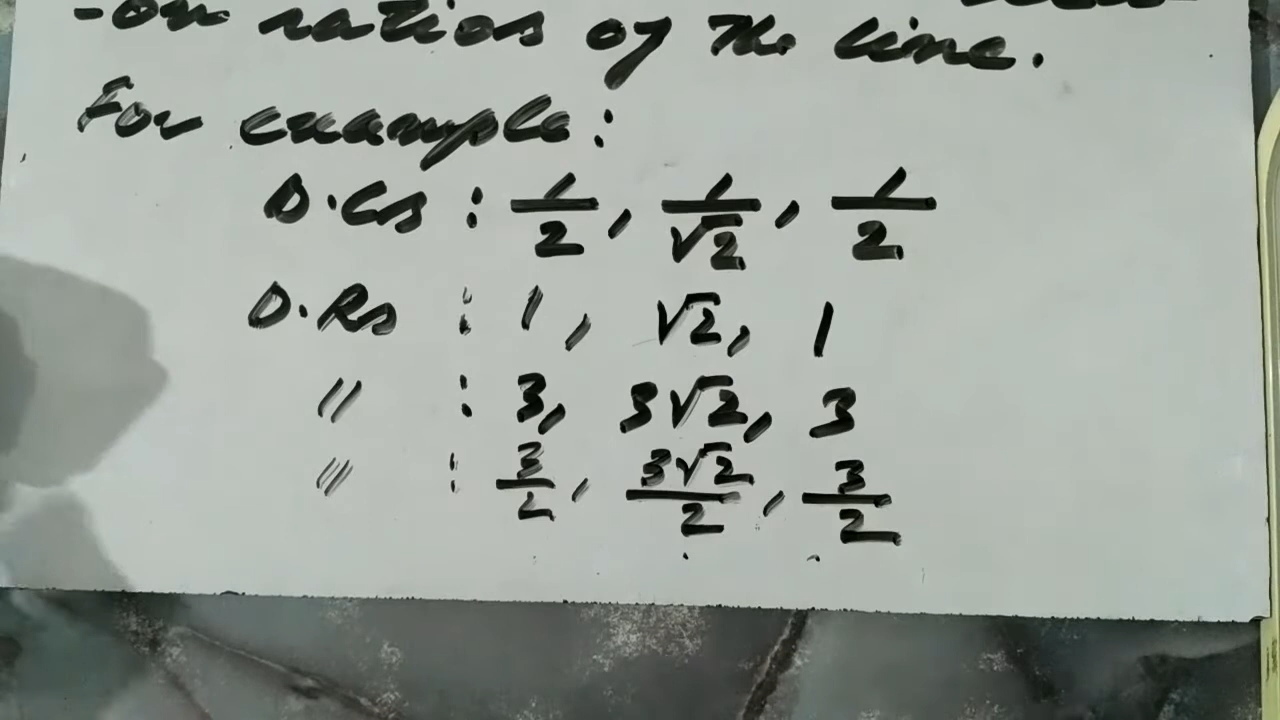 -on ratios of the line.
For example:
D.Cs : 1/2, 1/√2, 1/2
D.Rs : 1, √2, 1
〃 : 3, 3√2, 3
〃 : 3/2, 3√2/2, 3/2